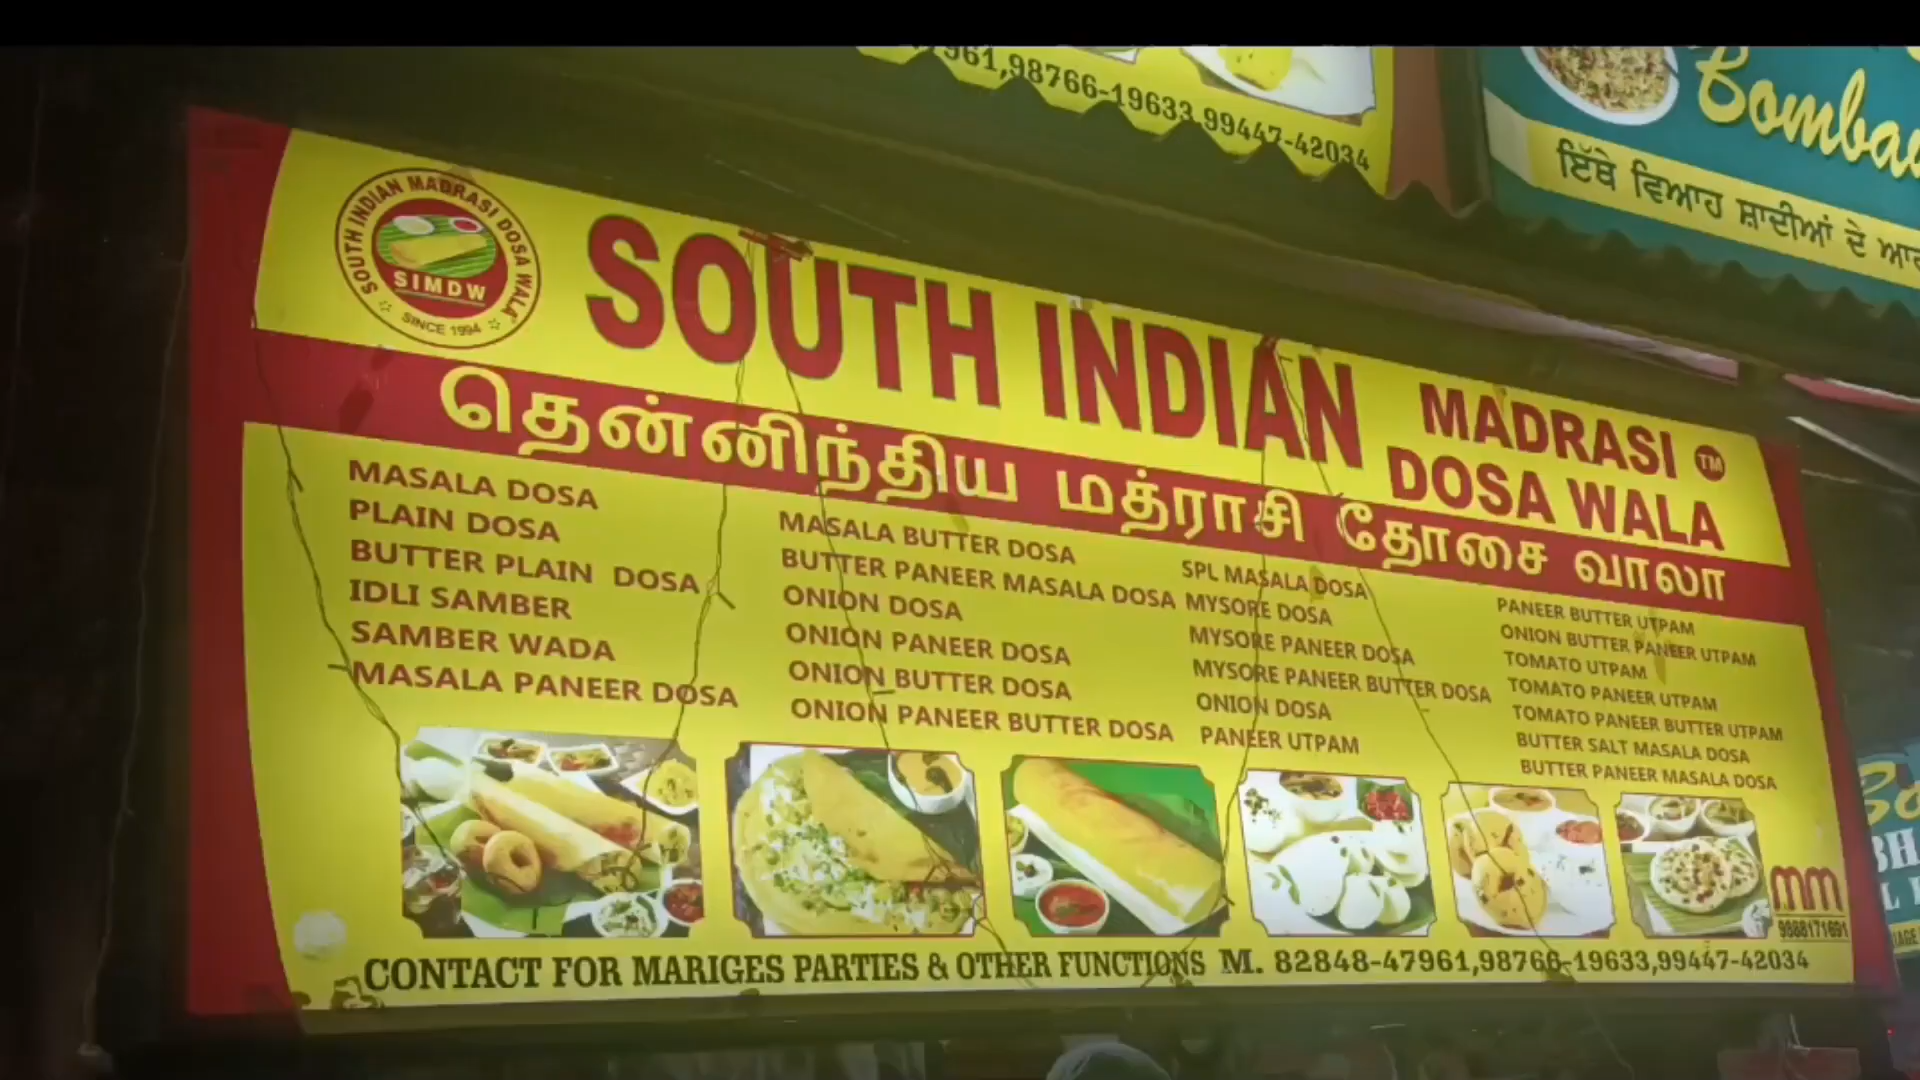 961,98766-19633,99447-42034
Bomba
ਇੱਥੇ ਵਿਆਹ ਸ਼ਾਦੀਆਂ ਦੇ
SOUTH INDIAN MADRASI DOSA WALA
SIMDW
SINCE 1994
SOUTH INDIAN
MADRASI TM
DOSA WALA
தென்னிந்திய மத்ராசி தோசை வாலா
MASALA DOSA
PLAIN DOSA
BUTTER PLAIN DOSA
IDLI SAMBER
SAMBER WADA
MASALA PANEER DOSA
MASALA BUTTER DOSA
BUTTER PANEER MASALA DOSA
ONION DOSA
ONION PANEER DOSA
ONION BUTTER DOSA
ONION PANEER BUTTER DOSA
SPL MASALA DOSA
MYSORE DOSA
MYSORE PANEER DOSA
MYSORE PANEER BUTTER DOSA
ONION DOSA
PANEER UTPAM
PANEER BUTTER UTPAM
ONION BUTTER PANEER UTPAM
TOMATO UTPAM
TOMATO PANEER UTPAM
TOMATO PANEER BUTTER UTPAM
BUTTER SALT MASALA DOSA
BUTTER PANEER MASALA DOSA
mm
9988171691
CONTACT FOR MARIGES PARTIES & OTHER FUNCTIONS M. 82848-47961,98766-19633,99447-42034